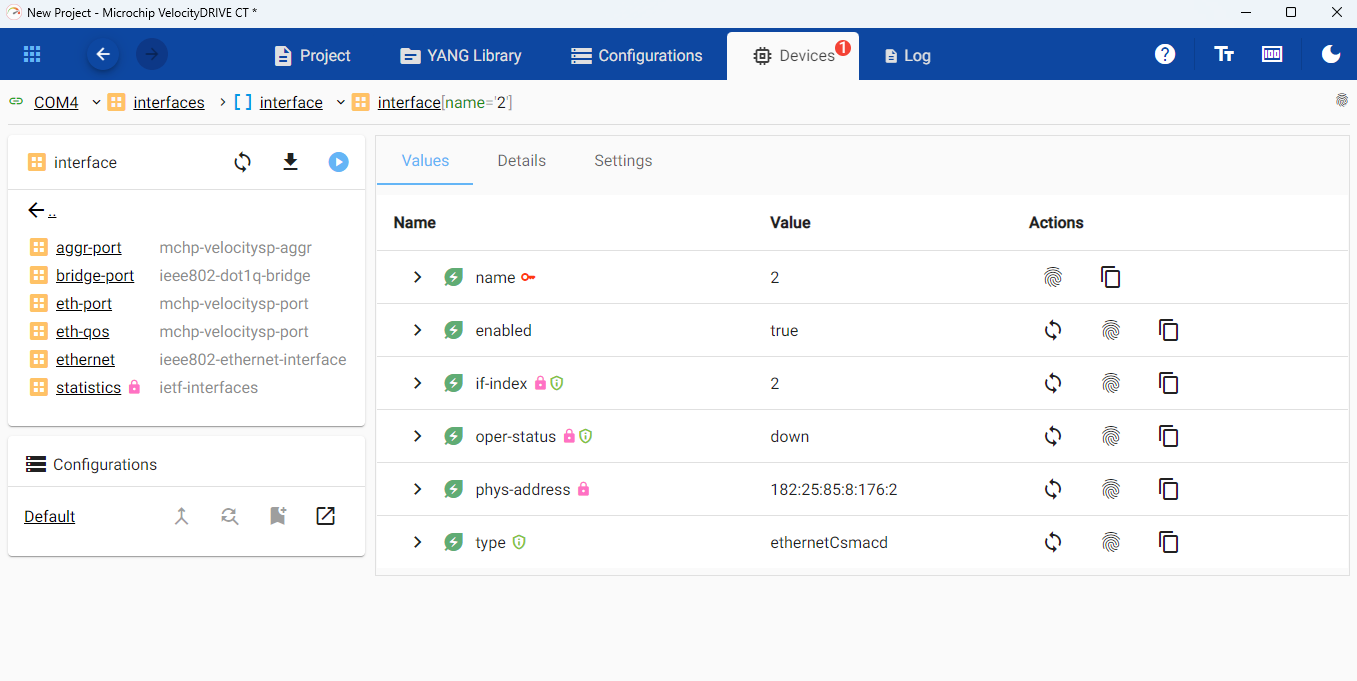 New Project - Microchip VelocityDRIVE CT *
Project
YANG Library
Configurations
Devices 1
Log
COM4 interfaces interface interface[name='2']
interface
..
aggr-port mchp-velocitysp-aggr
bridge-port ieee802-dot1q-bridge
eth-port mchp-velocitysp-port
eth-qos mchp-velocitysp-port
ethernet ieee802-ethernet-interface
statistics ietf-interfaces
Configurations
Default
Values Details Settings
Name Value Actions
name 2
enabled true
if-index 2
oper-status down
phys-address 182:25:85:8:176:2
type ethernetCsmacd